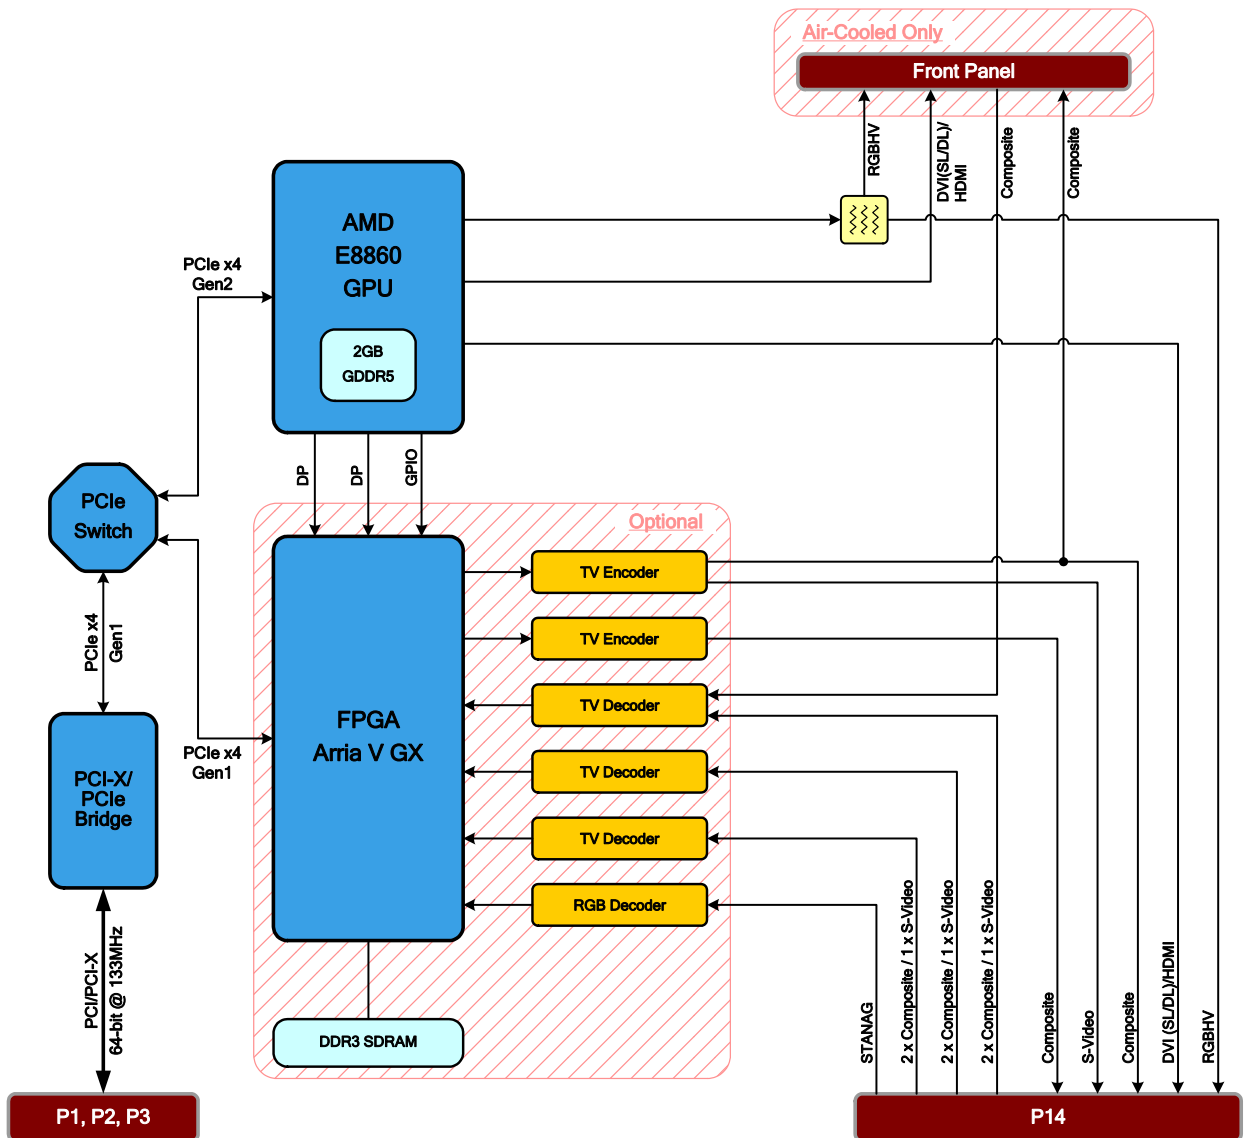 Air-Cooled Only
Front Panel
RGBHV
DVI(SL/DL)/
HDMI
Composite
Composite
AMD
E8860
GPU
2GB
GDDR5
PCIe x4
Gen2
DP
DP
GPIO
PCIe
Switch
Optional
TV Encoder
TV Encoder
TV Decoder
TV Decoder
TV Decoder
RGB Decoder
FPGA
Arria V GX
PCIe x4
Gen1
PCIe x4
Gen1
PCI-X/
PCIe
Bridge
PCI/PCI-X
64-bit @ 133MHz
DDR3 SDRAM
STANAG
2 x Composite / 1 x S-Video
2 x Composite / 1 x S-Video
2 x Composite / 1 x S-Video
Composite
S-Video
Composite
DVI (SL/DL)/HDMI
RGBHV
P1, P2, P3
P14